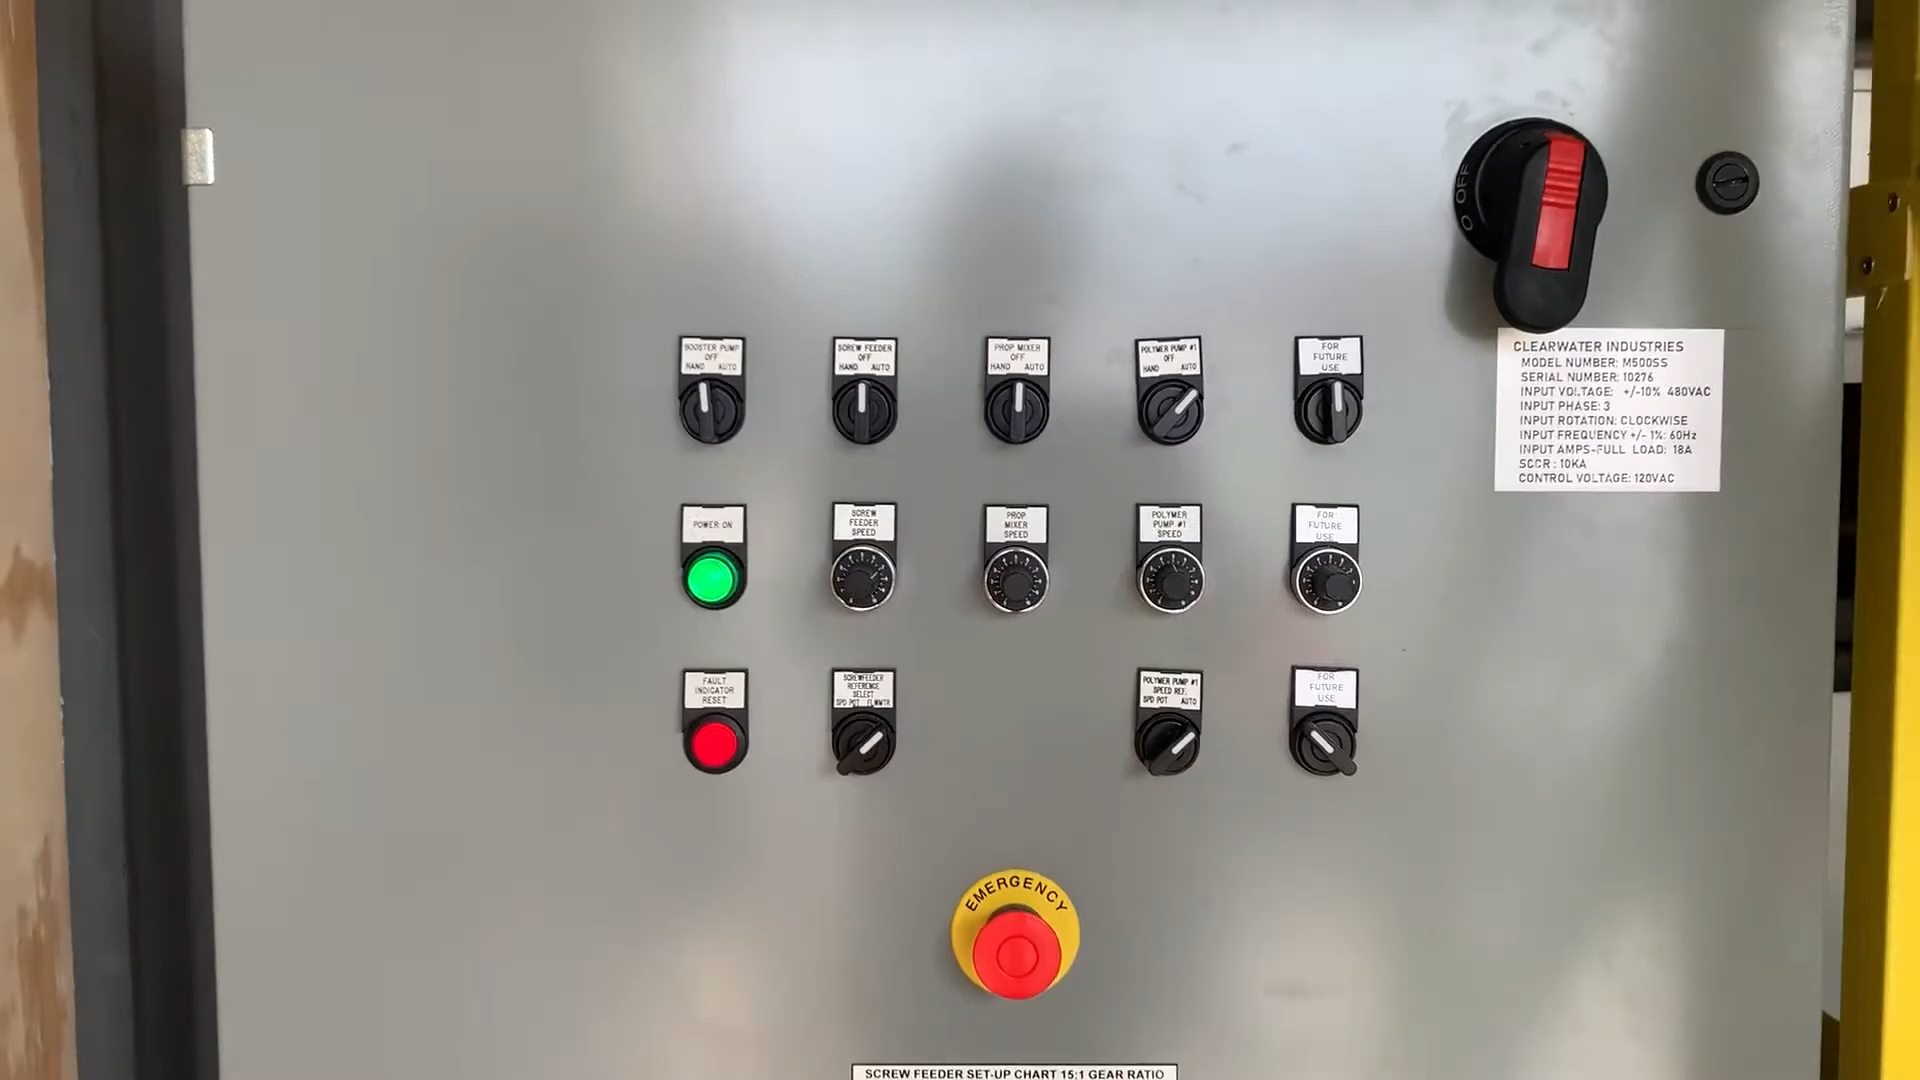 O OFF
BOOSTER PUMP
OFF
HAND AUTO
SCREW FEEDER
OFF
HAND AUTO
PROP MIXER
OFF
HAND AUTO
POLYMER PUMP #1
OFF
HAND AUTO
FOR
FUTURE
USE
CLEARWATER INDUSTRIES
MODEL NUMBER: M500SS
SERIAL NUMBER: 10276
INPUT VOLTAGE: +/-10% 480VAC
INPUT PHASE: 3
INPUT ROTATION: CLOCKWISE
INPUT FREQUENCY +/- 1%: 60Hz
INPUT AMPS-FULL LOAD: 18A
SCCR : 10KA
CONTROL VOLTAGE: 120VAC
POWER ON
SCREW
FEEDER
SPEED
PROP
MIXER
SPEED
POLYMER
PUMP #1
SPEED
FOR
FUTURE
USE
FAULT
INDICATOR
RESET
SCREWFEEDER
REFERENCE
SELECT
SPD POT FLWMTR
POLYMER PUMP #1
SPEED REF.
SPD POT AUTO
FOR
FUTURE
USE
EMERGENCY
SCREW FEEDER SET-UP CHART 15:1 GEAR RATIO